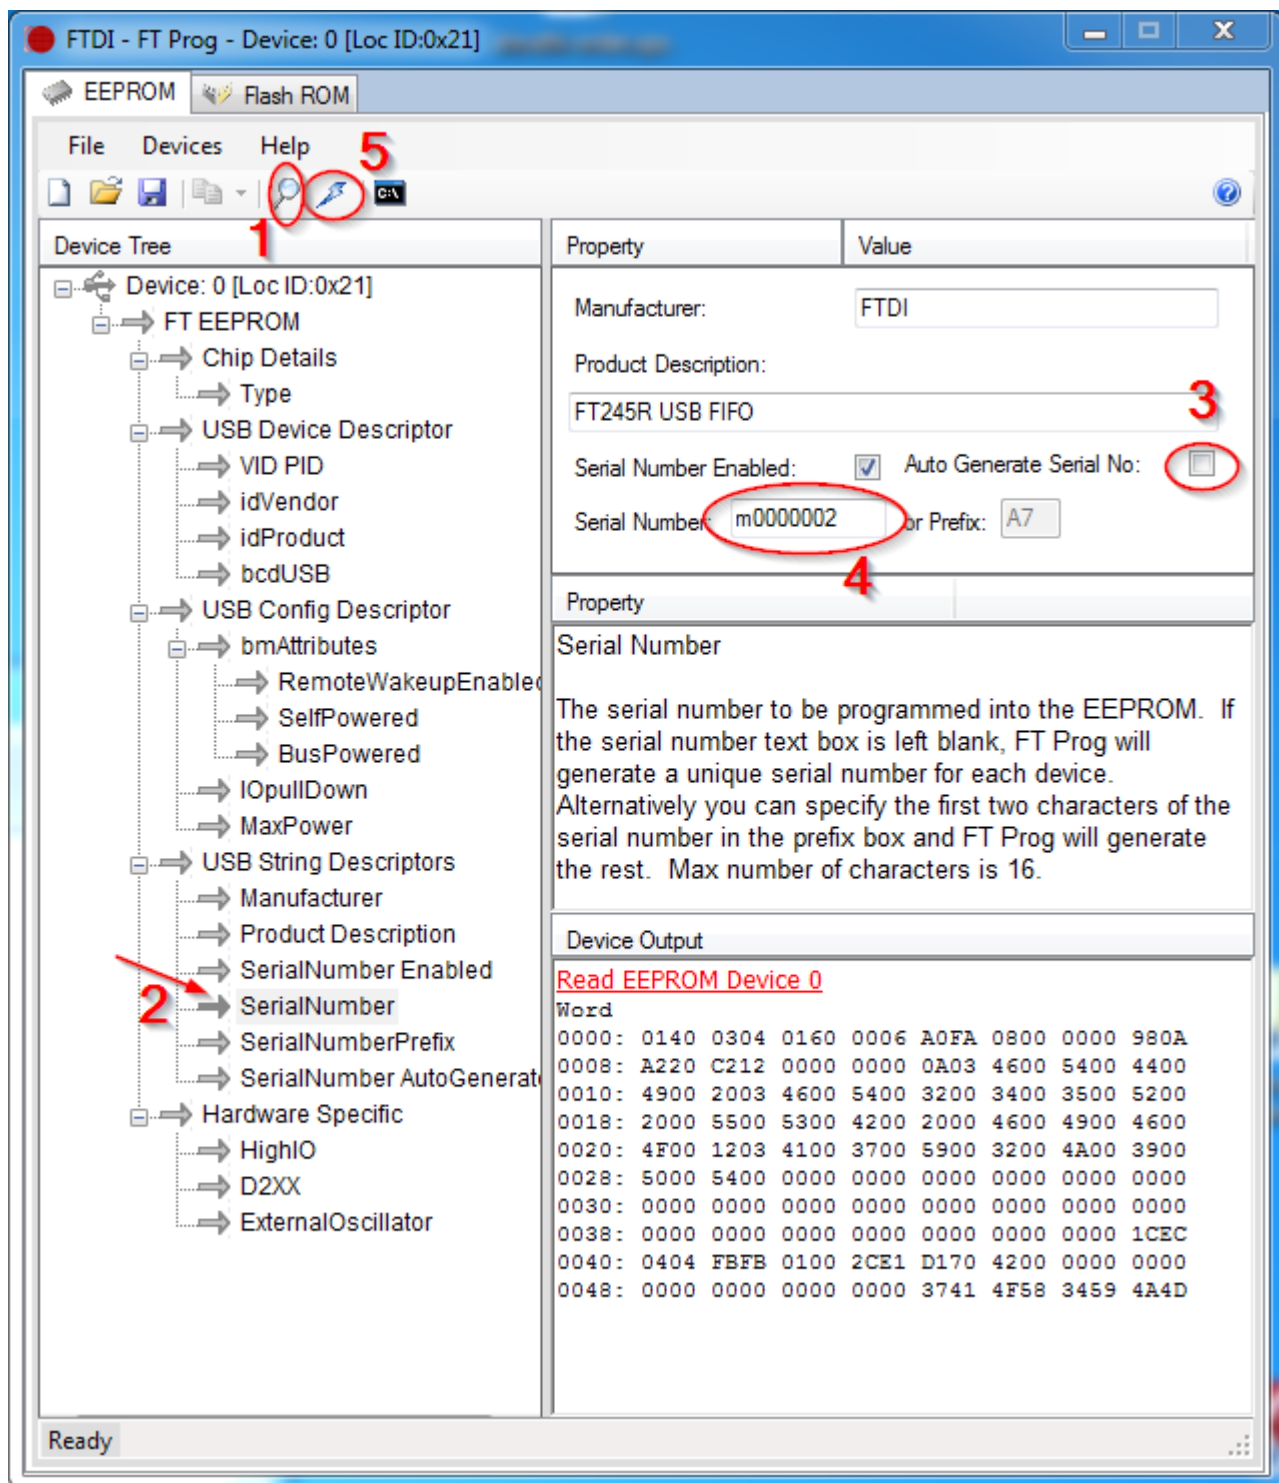 FTDI - FT Prog - Device: 0 [Loc ID:0x21]
EEPROM Flash ROM
File Devices Help 5
C:\
1
Device Tree
Device: 0 [Loc ID:0x21]
FT EEPROM
Chip Details
Type
USB Device Descriptor
VID PID
idVendor
idProduct
bcdUSB
USB Config Descriptor
bmAttributes
RemoteWakeupEnabled
SelfPowered
BusPowered
IOpullDown
MaxPower
USB String Descriptors
Manufacturer
Product Description
SerialNumber Enabled
2 SerialNumber
SerialNumberPrefix
SerialNumber AutoGenerate
Hardware Specific
HighIO
D2XX
ExternalOscillator
Property Value
Manufacturer: FTDI
Product Description:
3
FT245R USB FIFO
Serial Number Enabled: Auto Generate Serial No:
Serial Number: m0000002 or Prefix: A7
4
Property
Serial Number
The serial number to be programmed into the EEPROM. If
the serial number text box is left blank, FT Prog will
generate a unique serial number for each device.
Alternatively you can specify the first two characters of the
serial number in the prefix box and FT Prog will generate
the rest. Max number of characters is 16.
Device Output
Read EEPROM Device 0
Word
0000: 0140 0304 0160 0006 A0FA 0800 0000 980A
0008: A220 C212 0000 0000 0A03 4600 5400 4400
0010: 4900 2003 4600 5400 3200 3400 3500 5200
0018: 2000 5500 5300 4200 2000 4600 4900 4600
0020: 4F00 1203 4100 3700 5900 3200 4A00 3900
0028: 5000 5400 0000 0000 0000 0000 0000 0000
0030: 0000 0000 0000 0000 0000 0000 0000 0000
0038: 0000 0000 0000 0000 0000 0000 0000 1CEC
0040: 0404 FBFB 0100 2CE1 D170 4200 0000 0000
0048: 0000 0000 0000 0000 3741 4F58 3459 4A4D
Ready